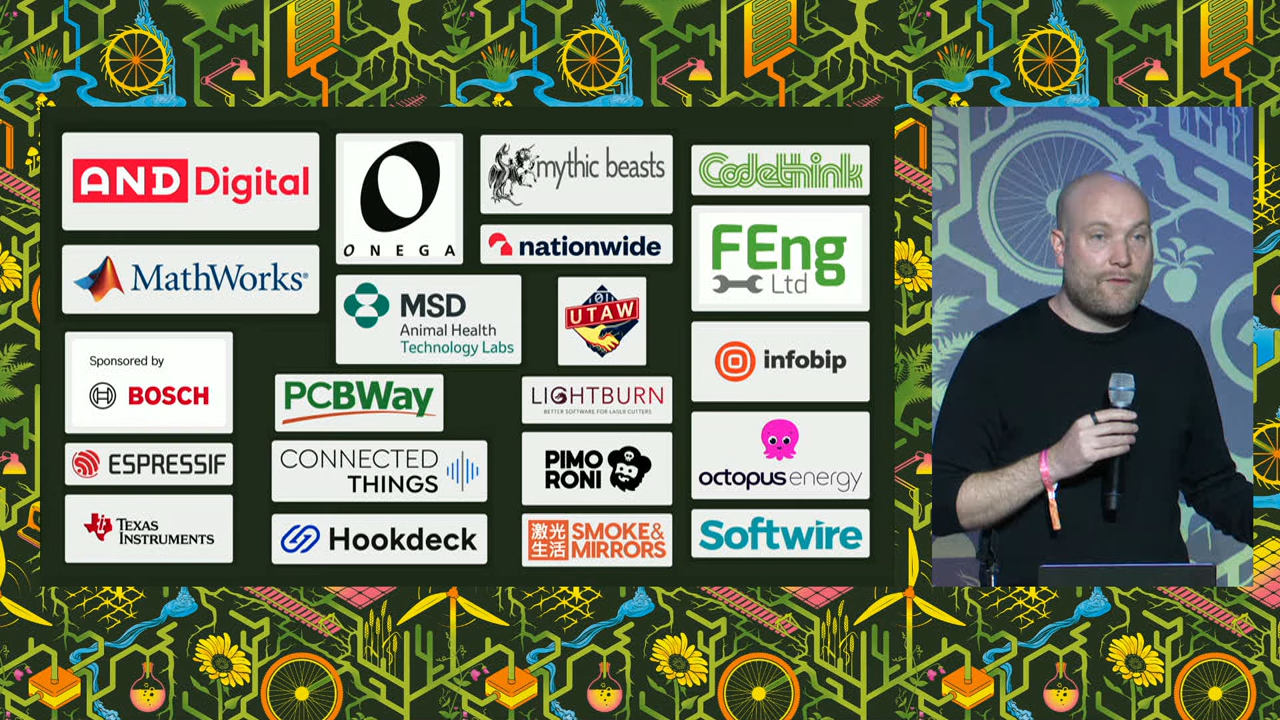 AND Digital
MathWorks®
Sponsored by
BOSCH
ESPRESSIF
TEXAS
INSTRUMENTS
ONEGA
MSD
Animal Health
Technology Labs
PCBWay
CONNECTED
THINGS
Hookdeck
mythic beasts
nationwide
UTAW
LIGHTBURN
BETTER SOFTWARE FOR LASER CUTTERS
PIMO
RONI
激光
生活
SMOKE&
MIRRORS
Codethink
FEng
Ltd
infobip
octopus energy
Softwire